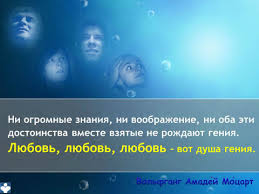 Ни огромные знания, ни воображение, ни оба эти
достоинства вместе взятые не рождают гения.
Любовь, любовь, любовь - вот душа гения.
Вольфганг Амадей Моцарт